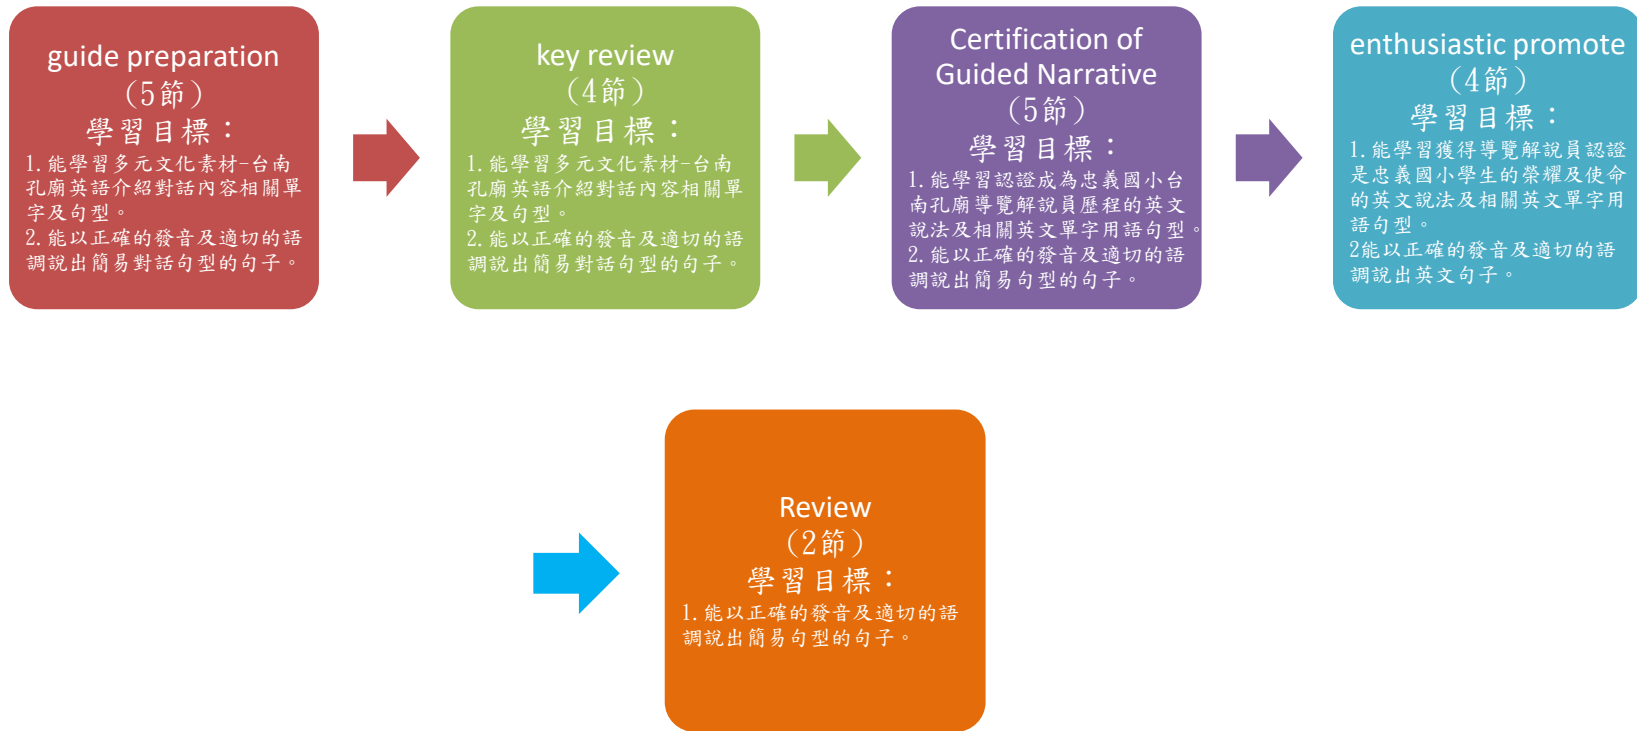 guide preparation
（5節）
學習目標：
1.能學習多元文化素材-台南
孔廟英語介紹對話內容相關單
字及句型。
2.能以正確的發音及適切的語
調說出簡易對話句型的句子。
key review
（4節）
學習目標：
1.能學習多元文化素材-台南
孔廟英語介紹對話內容相關單
字及句型。
2.能以正確的發音及適切的語
調說出簡易對話句型的句子。
Certification of
Guided Narrative
（5節）
學習目標：
1.能學習認證成為忠義國小台
南孔廟導覽解說員歷程的英文
說法及相關英文單字用語句型。
2.能以正確的發音及適切的語
調說出簡易句型的句子。
enthusiastic promote
（4節）
學習目標：
1.能學習獲得導覽解說員認證
是忠義國小學生的榮耀及使命
的英文說法及相關英文單字用
語句型。
2能以正確的發音及適切的語
調說出英文句子。
Review
（2節）
學習目標：
1.能以正確的發音及適切的語
調說出簡易句型的句子。